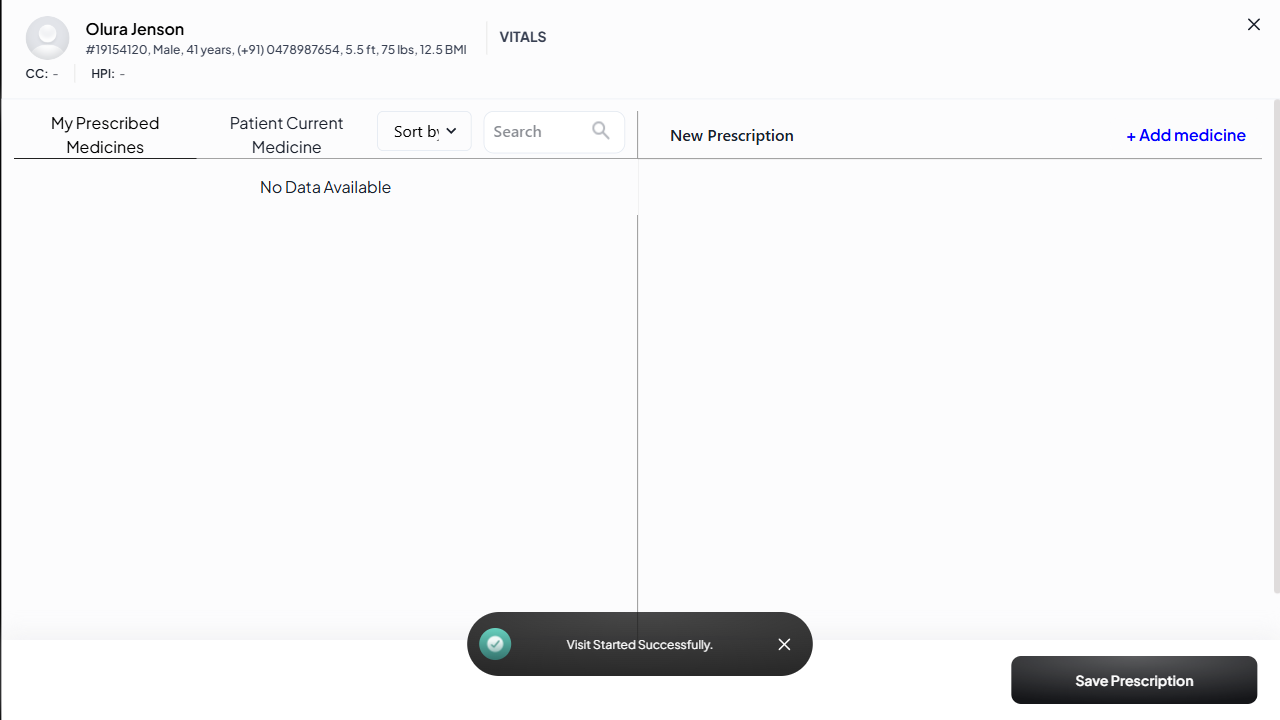 Olura Jenson
#19154120, Male, 41 years, (+91) 0478987654, 5.5 ft, 75 lbs, 12.5 BMI
VITALS
CC: -
HPI: -
My Prescribed
Medicines
Patient Current
Medicine
Sort by
Search
New Prescription
+ Add medicine
No Data Available
Visit Started Successfully.
Save Prescription